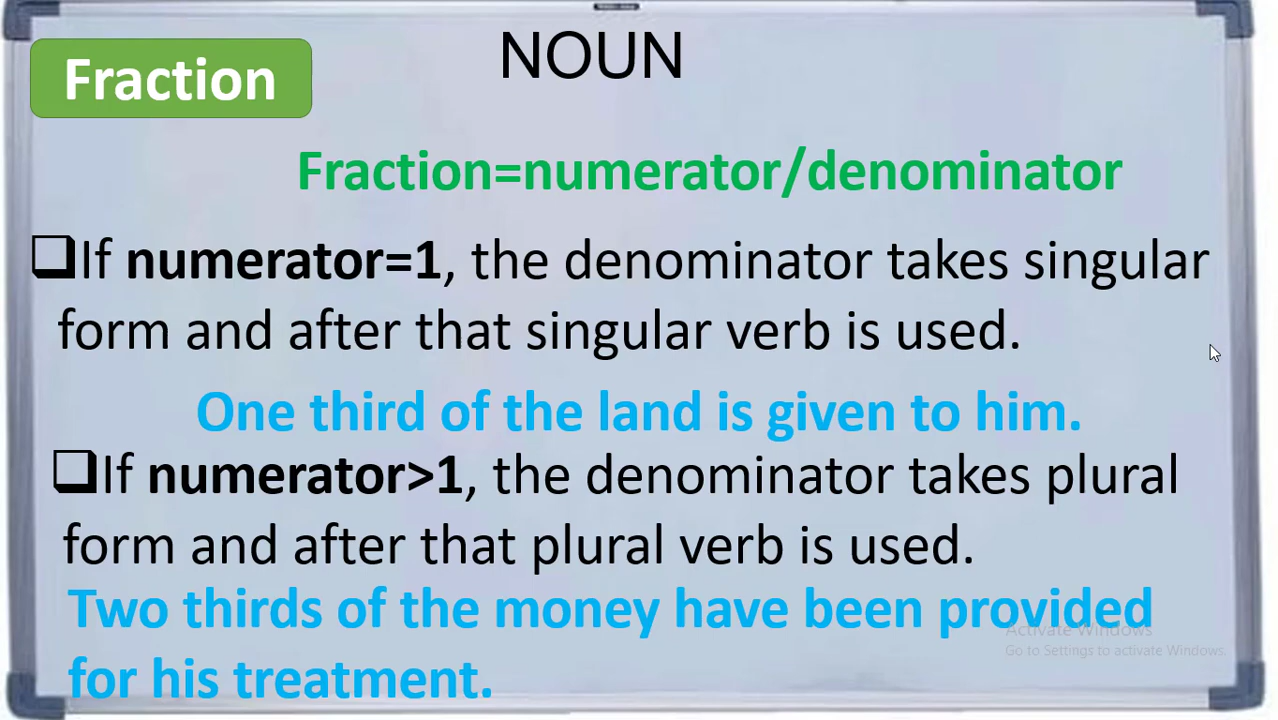 NOUN
Fraction
Fraction=numerator/denominator
❑If numerator=1, the denominator takes singular
form and after that singular verb is used.
One third of the land is given to him.
❑If numerator>1, the denominator takes plural
form and after that plural verb is used.
Two thirds of the money have been provided
for his treatment.
Activate Windows
Go to Settings to activate Windows.